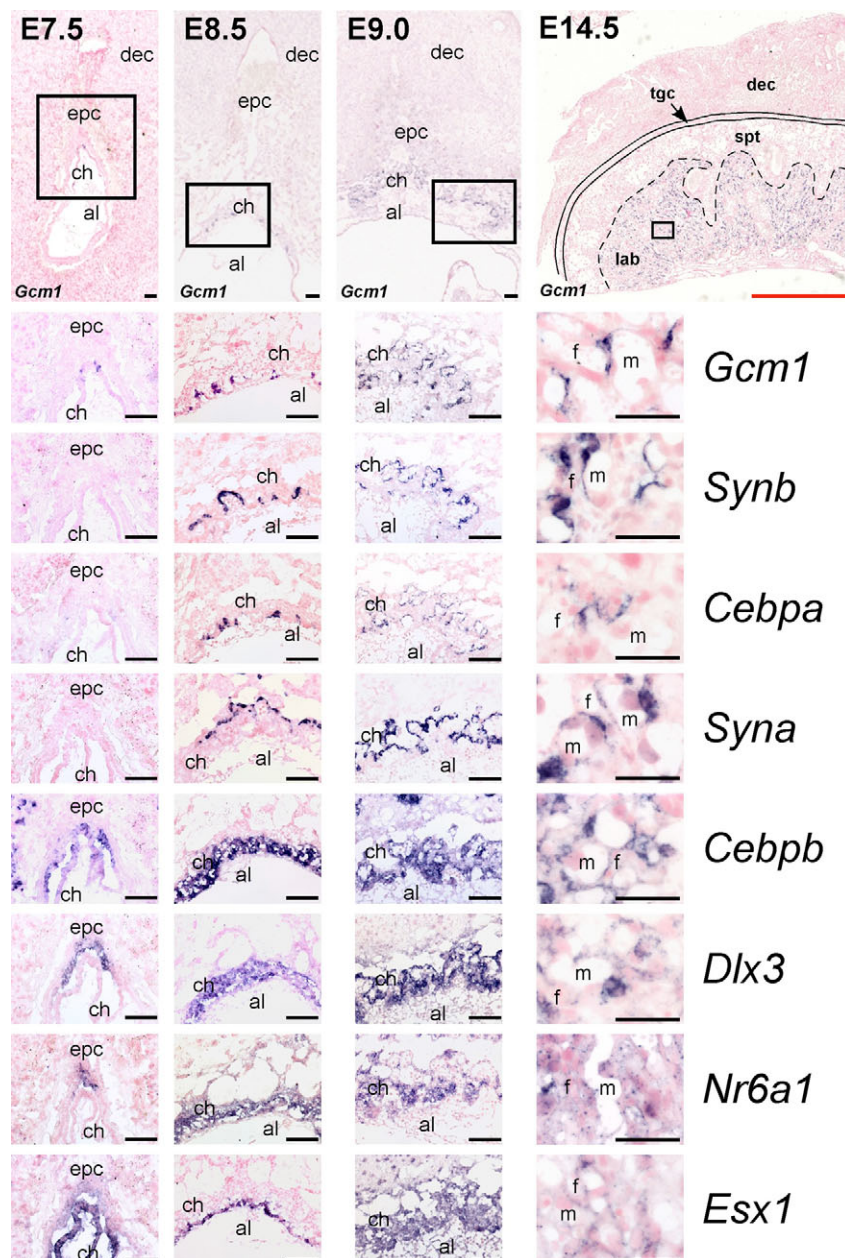 E7.5
dec
epc
ch
al
Gcm1
E8.5
dec
epc
ch
al
Gcm1
E9.0
dec
epc
ch
al
Gcm1
E14.5
dec
tgc
spt
lab
Gcm1
epc
ch
ch
al
ch
al
f
m
Gcm1
epc
ch
ch
al
ch
al
f
m
Synb
epc
ch
ch
al
ch
al
f
m
Cebpa
epc
ch
ch
al
ch
al
f
m
m
Syna
epc
ch
ch
al
ch
al
m
f
Cebpb
epc
ch
ch
al
ch
al
m
f
Dlx3
epc
ch
ch
al
ch
al
f
m
Nr6a1
epc
ch
ch
al
ch
al
f
m
Esx1